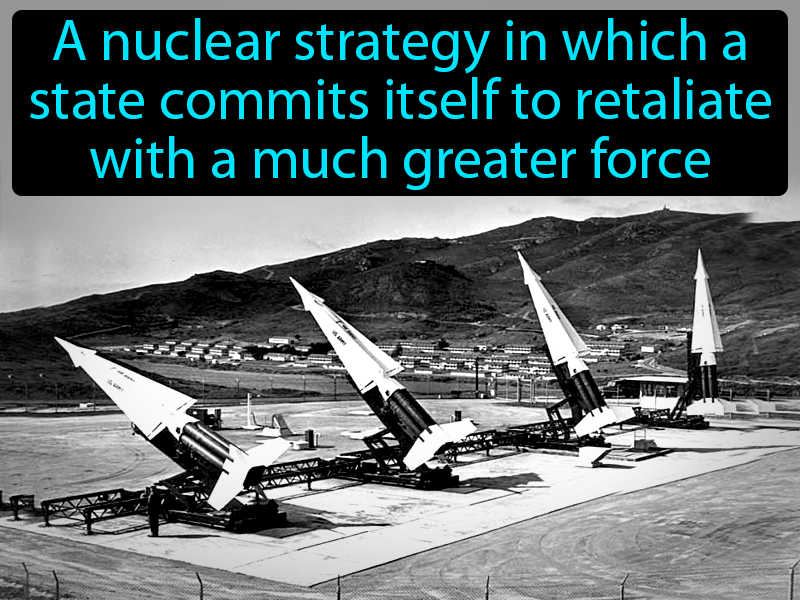 A nuclear strategy in which a
state commits itself to retaliate
with a much greater force